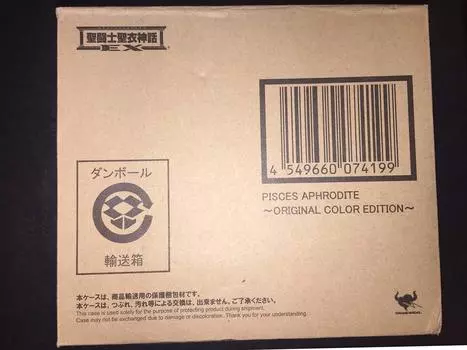 聖闘士聖衣神話
EX
4 549660 074199
PISCES APHRODITE
～ORIGINAL COLOR EDITION～
ダンボール
輸送箱
本ケースは、商品輸送用の保護梱包材です。
本ケースは、つぶれ、汚れ等による交換は、出来ません。ご了承下さい。
This case is used solely for the purpose of protecting product during shipment.
Case may not be exchanged due to damage or discoloration. Thank you for your understanding.